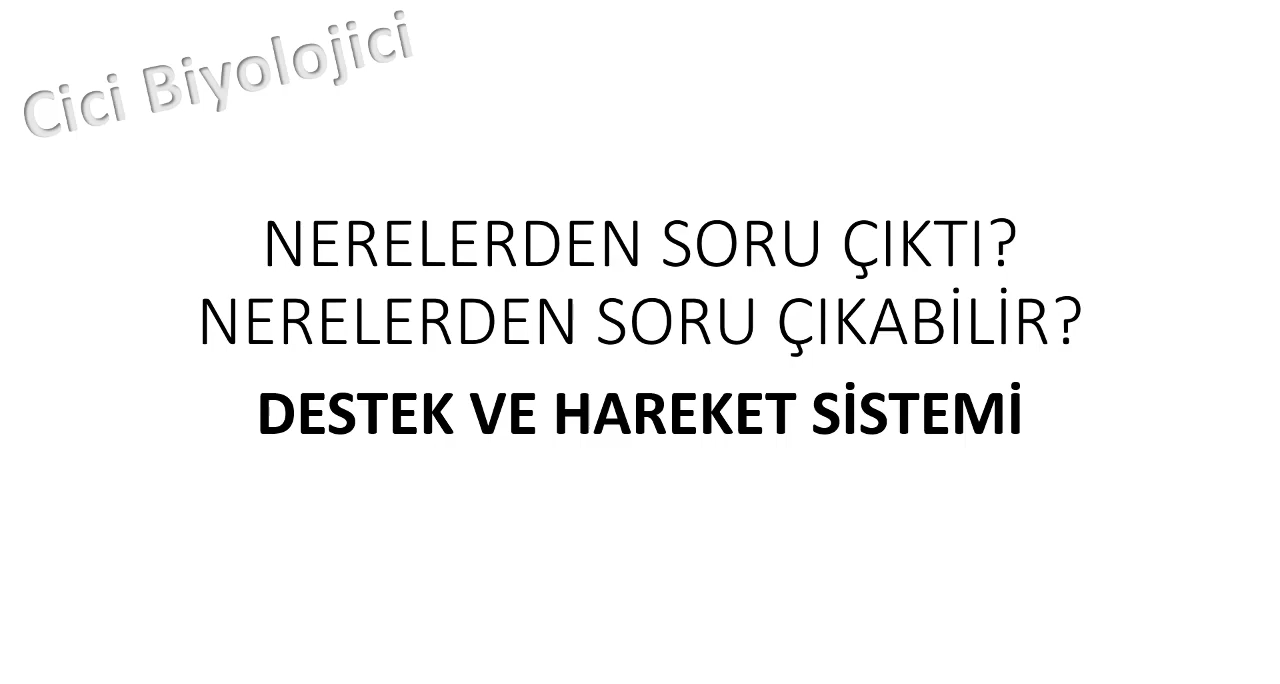 Cici Biyolojici
NERELERDEN SORU ÇIKTI?
NERELERDEN SORU ÇIKABİLİR?
DESTEK VE HAREKET SİSTEMİ